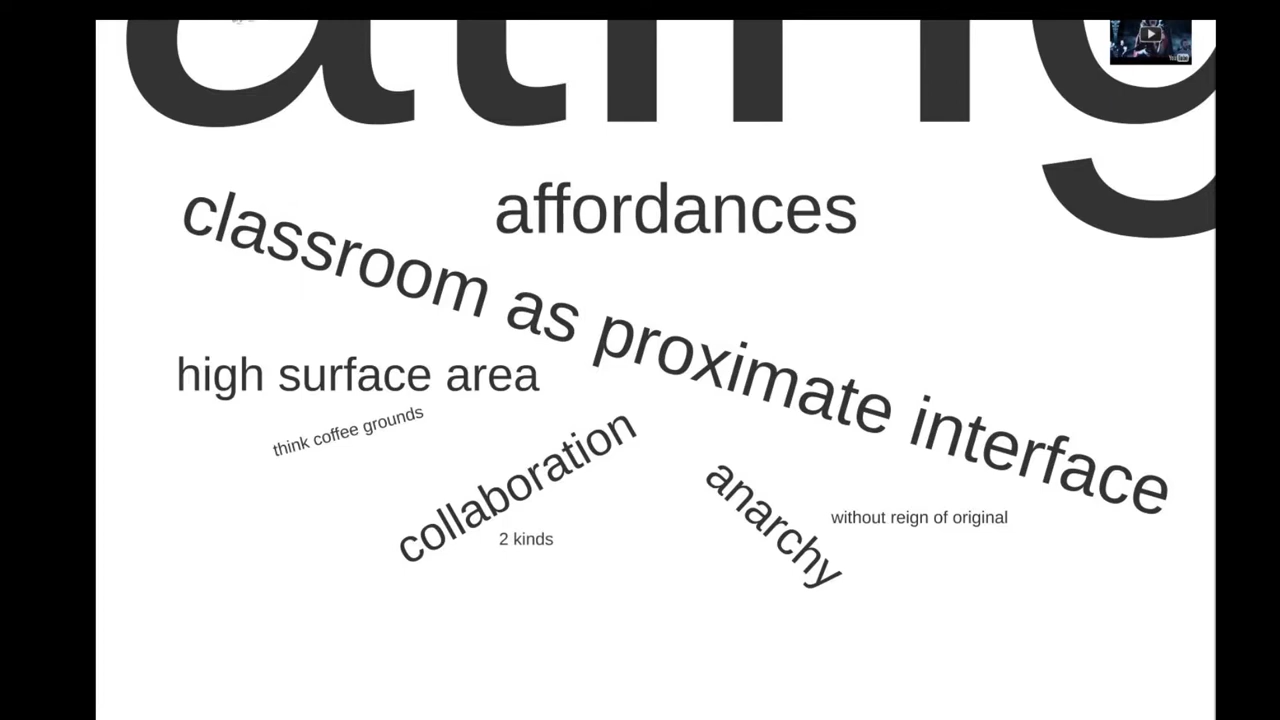 ating
affordances
classroom as proximate interface
high surface area
think coffee grounds
collaboration
2 kinds
anarchy
without reign of original